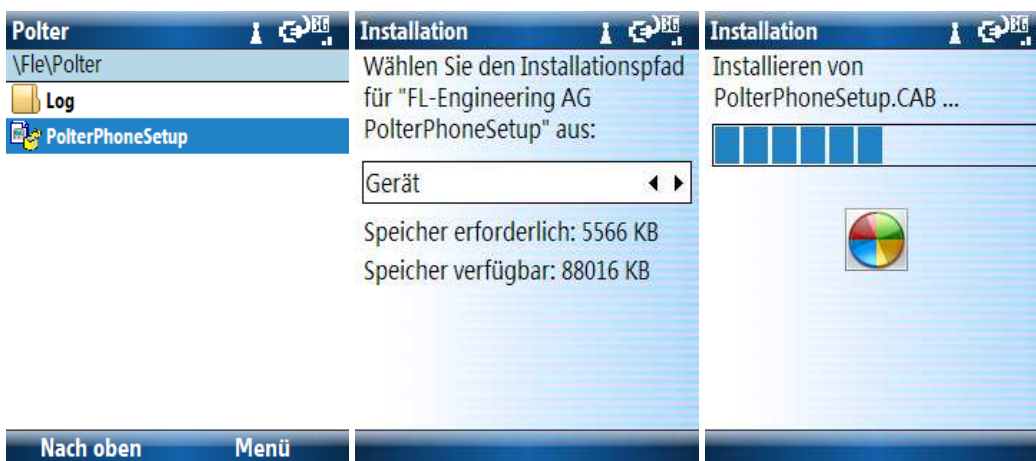 Polter
\Fle\Polter
Log
PolterPhoneSetup
Nach oben Menü
Installation
Wählen Sie den Installationspfad
für "FL-Engineering AG
PolterPhoneSetup" aus:
Gerät
Speicher erforderlich: 5566 KB
Speicher verfügbar: 88016 KB
Installation
Installieren von
PolterPhoneSetup.CAB ...